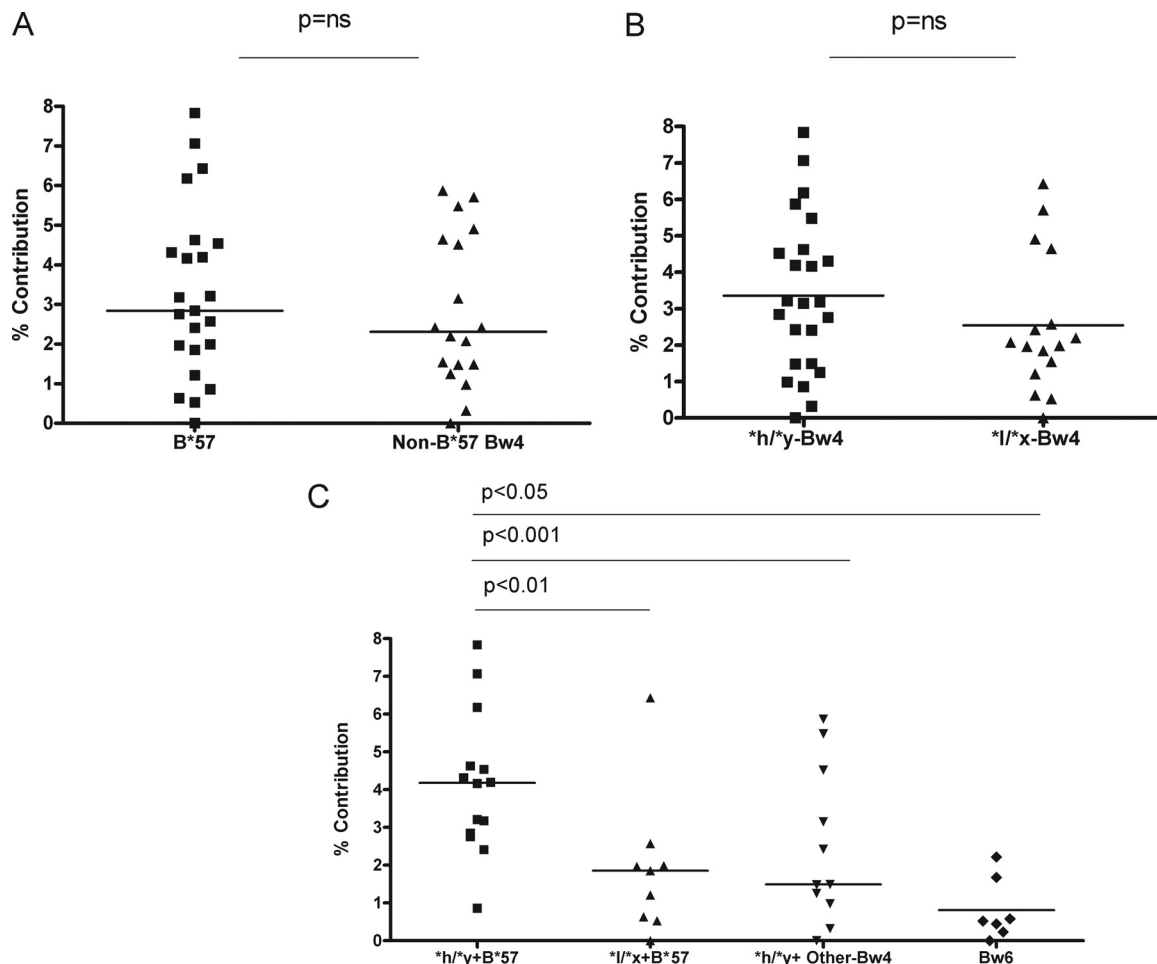 A
p=ns
% Contribution
8
7
6
5
4
3
2
1
0
B*57
Non-B*57 Bw4
B
p=ns
% Contribution
8
7
6
5
4
3
2
1
0
*h/*y-Bw4
*l/*x-Bw4
C
p<0.05
p<0.001
p<0.01
% Contribution
8
7
6
5
4
3
2
1
0
*h/*y+B*57
*l/*x+B*57
*h/*y+ Other-Bw4
Bw6